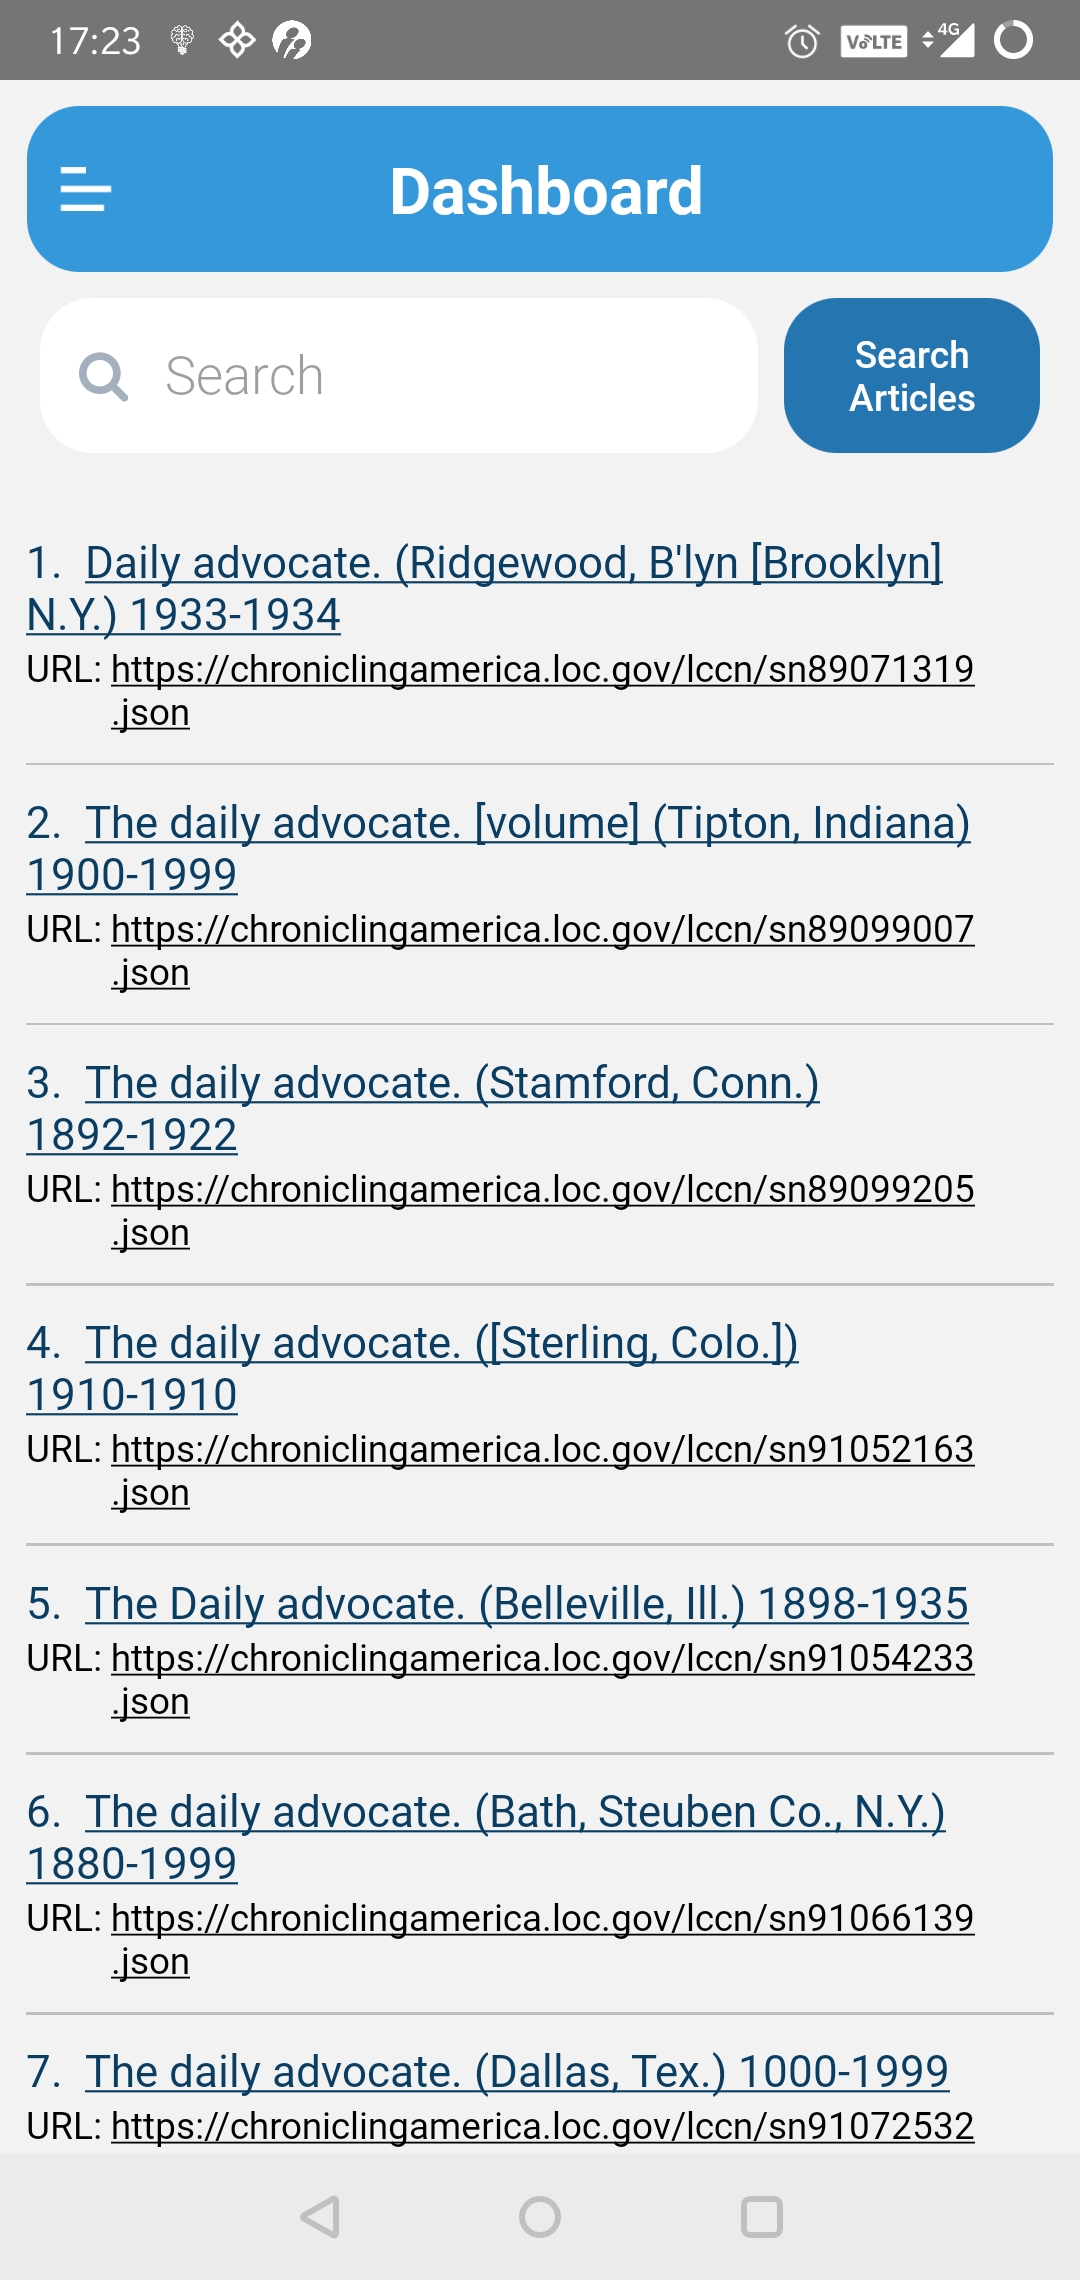 17:23
VoLTE 4G
Dashboard
Search
Search
Articles
1. Daily advocate. (Ridgewood, B'lyn [Brooklyn]
N.Y.) 1933-1934
URL: https://chroniclingamerica.loc.gov/lccn/sn89071319
.json
2. The daily advocate. [volume] (Tipton, Indiana)
1900-1999
URL: https://chroniclingamerica.loc.gov/lccn/sn89099007
.json
3. The daily advocate. (Stamford, Conn.)
1892-1922
URL: https://chroniclingamerica.loc.gov/lccn/sn89099205
.json
4. The daily advocate. ([Sterling, Colo.])
1910-1910
URL: https://chroniclingamerica.loc.gov/lccn/sn91052163
.json
5. The Daily advocate. (Belleville, Ill.) 1898-1935
URL: https://chroniclingamerica.loc.gov/lccn/sn91054233
.json
6. The daily advocate. (Bath, Steuben Co., N.Y.)
1880-1999
URL: https://chroniclingamerica.loc.gov/lccn/sn91066139
.json
7. The daily advocate. (Dallas, Tex.) 1000-1999
URL: https://chroniclingamerica.loc.gov/lccn/sn91072532